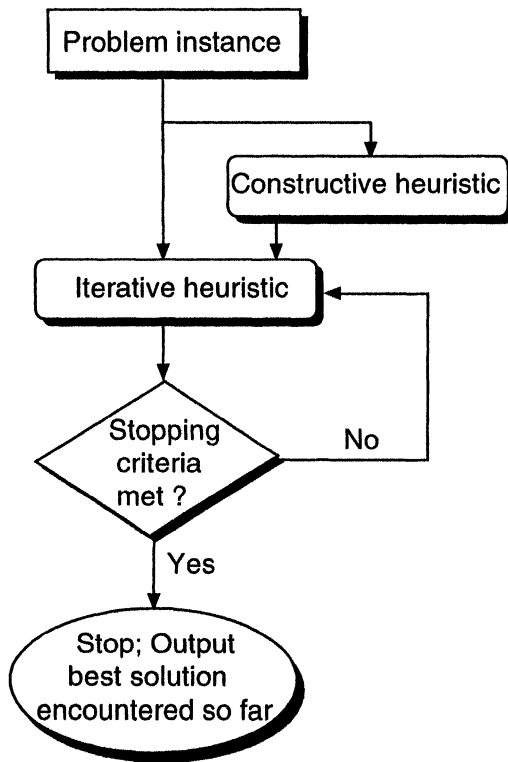 Problem instance
Constructive heuristic
Iterative heuristic
Stopping
criteria
met ?
No
Yes
Stop; Output
best solution
encountered so far